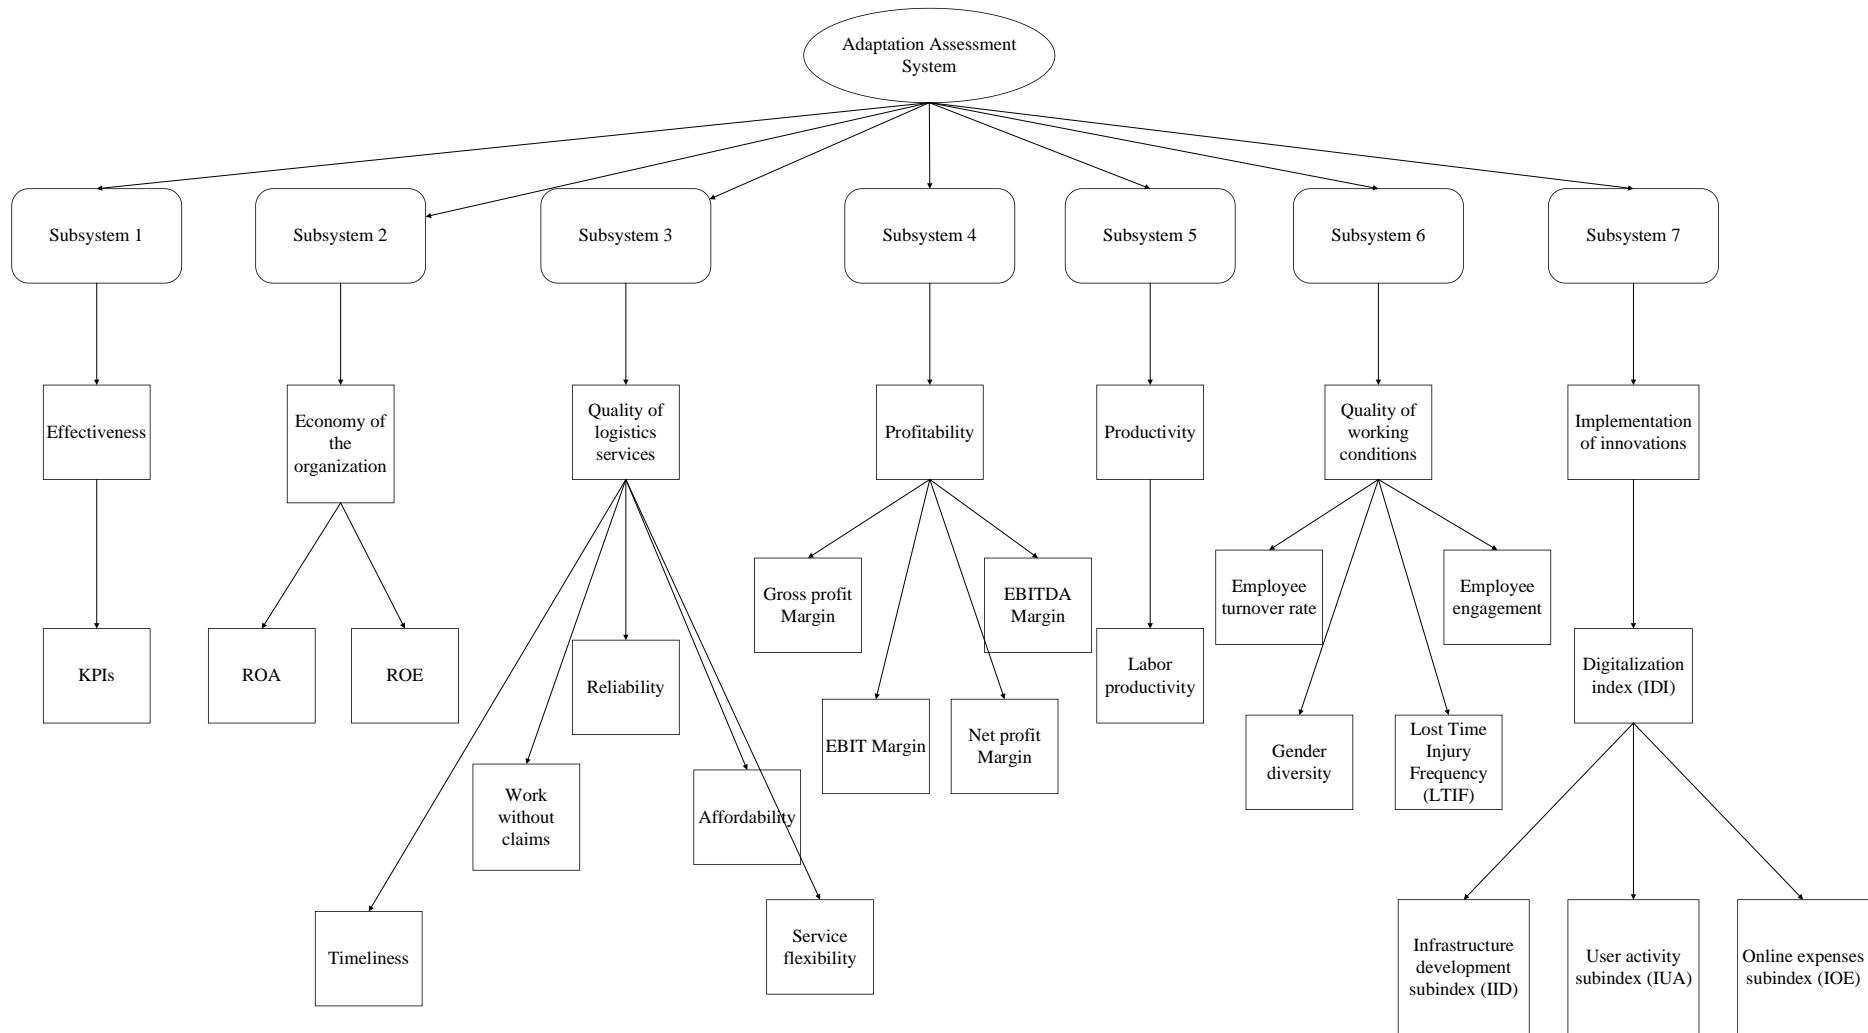 Adaptation Assessment
System
Subsystem 1
Subsystem 2
Subsystem 3
Subsystem 4
Subsystem 5
Subsystem 6
Subsystem 7
Effectiveness
Economy of
the
organization
Quality of
logistics
services
Profitability
Productivity
Quality of
working
conditions
Implementation
of innovations
Gross profit
Margin
EBITDA
Margin
Employee
turnover rate
Employee
engagement
KPIs
ROA
ROE
Reliability
Labor
productivity
Digitalization
index (IDI)
EBIT Margin
Net profit
Margin
Gender
diversity
Lost Time
Injury
Frequency
(LTIF)
Work
without
claims
Affordability
Timeliness
Service
flexibility
Infrastructure
development
subindex (IID)
User activity
subindex (IUA)
Online expenses
subindex (IOE)